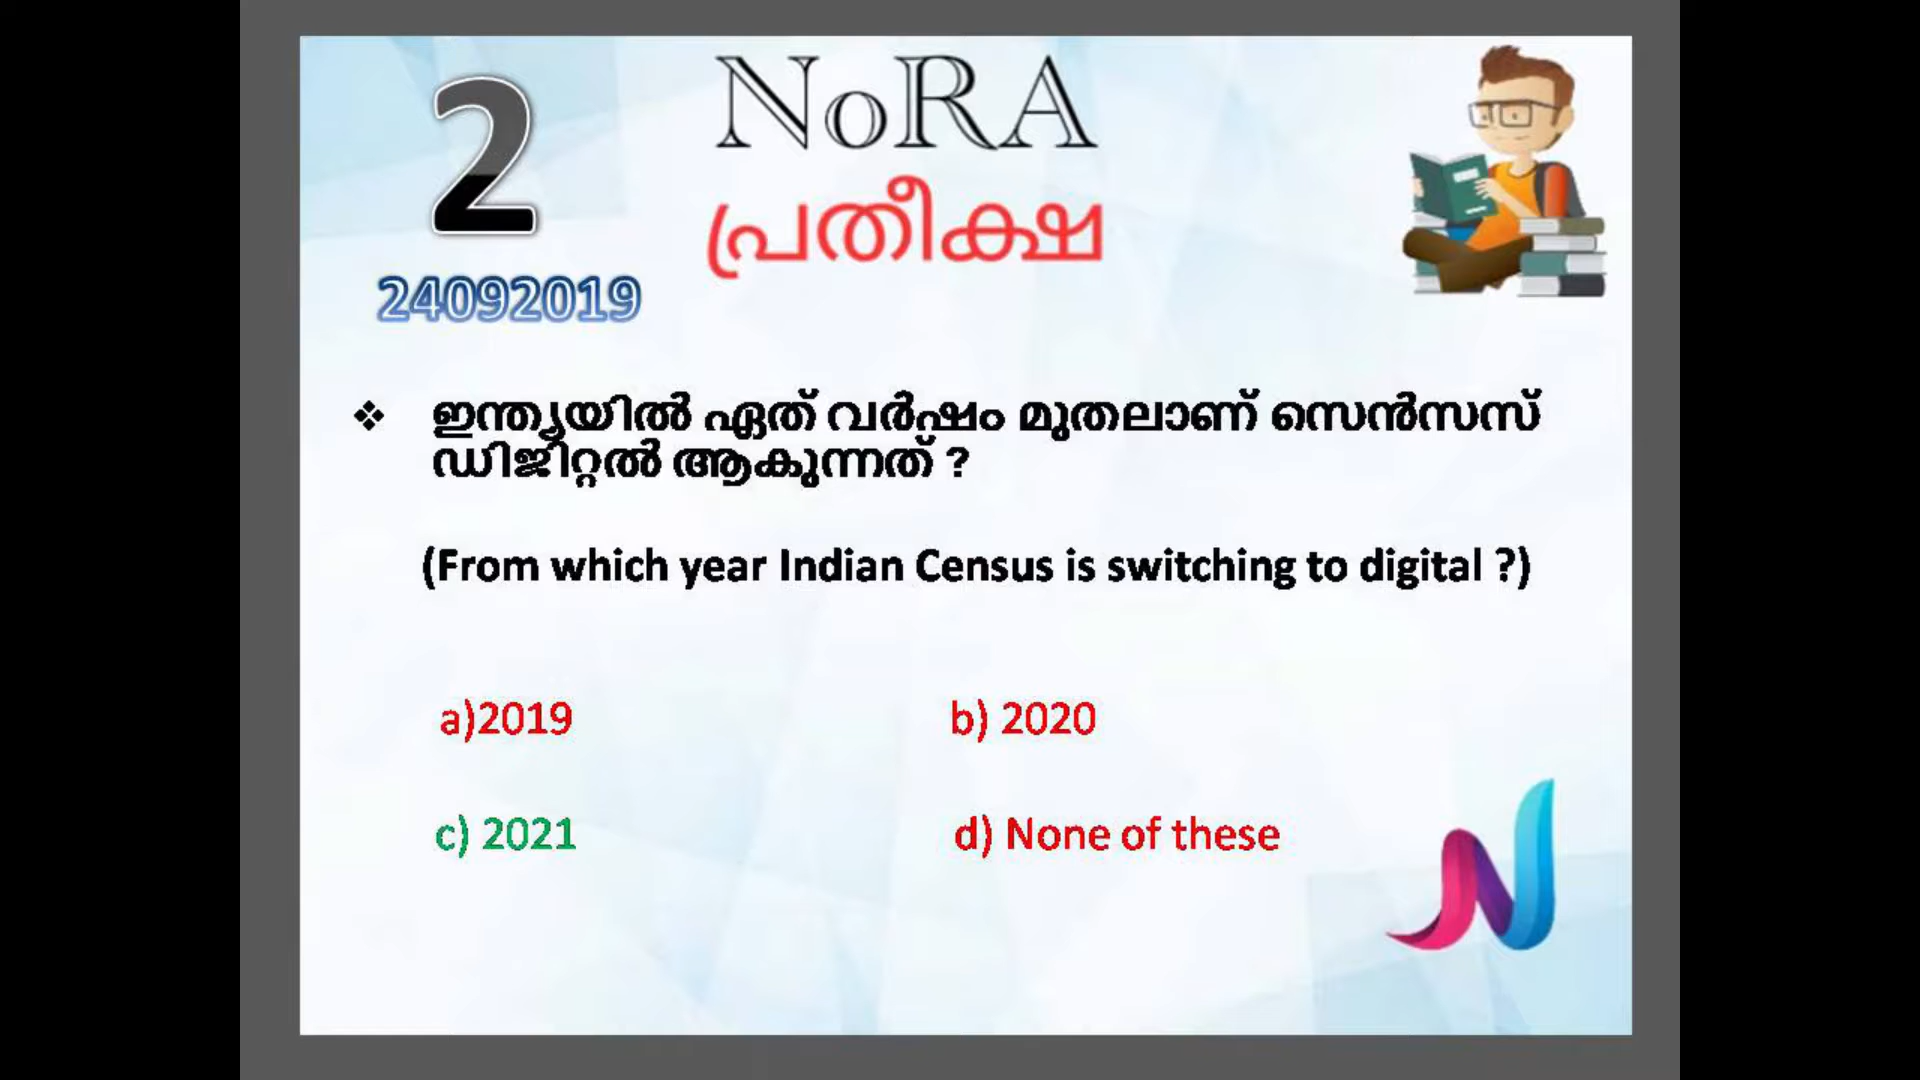 2
NoRA
പ്രതീക്ഷ
24092019
❖ ഇന്ത്യയിൽ ഏത് വർഷം മുതലാണ് സെൻസസ്
ഡിജിറ്റൽ ആകുന്നത് ?
(From which year Indian Census is switching to digital ?)
a)2019 b) 2020
c) 2021 d) None of these